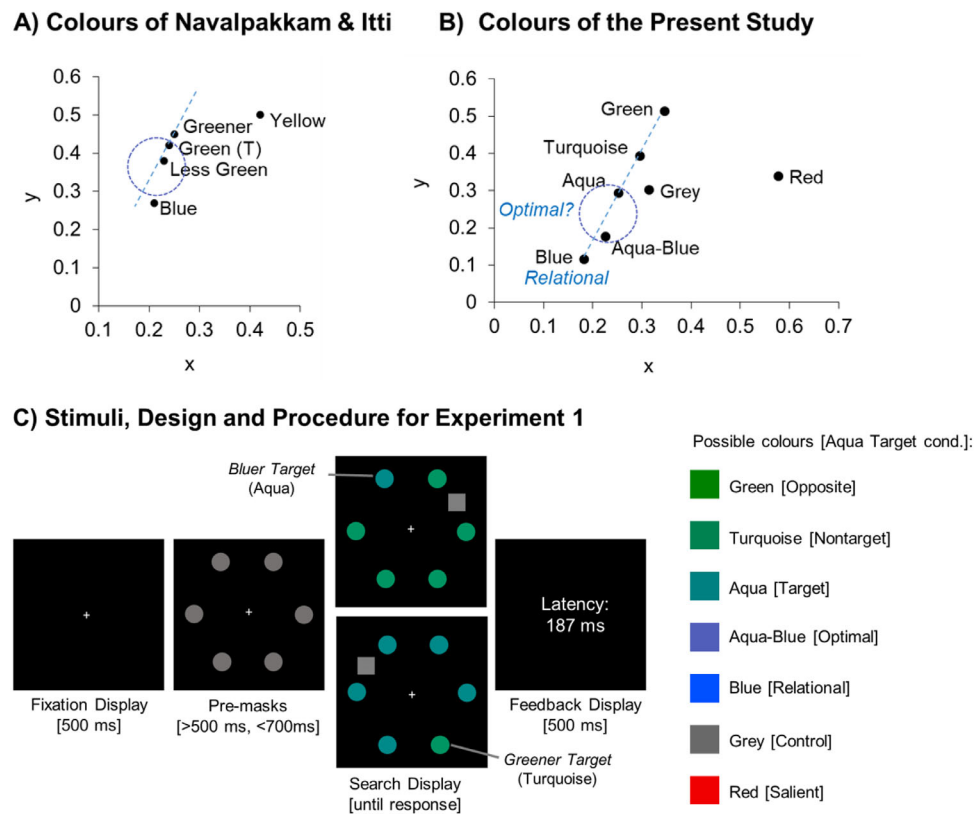 A) Colours of Navalpakkam & Itti
0.6
0.5
0.4
0.3
0.2
0.1
0
y
Yellow
Greener
Green (T)
Less Green
Blue
0.1
0.2
0.3
0.4
0.5
x
B) Colours of the Present Study
0.6
0.5
0.4
0.3
0.2
0.1
0
y
Green
Turquoise
Aqua
Grey
Red
Optimal?
Aqua-Blue
Blue
Relational
0
0.1
0.2
0.3
0.4
0.5
0.6
0.7
x
C) Stimuli, Design and Procedure for Experiment 1
Bluer Target
(Aqua)
Fixation Display
[500 ms]
Pre-masks
[>500 ms, <700ms]
Search Display
[until response]
Greener Target
(Turquoise)
Latency:
187 ms
Feedback Display
[500 ms]
Possible colours [Aqua Target cond.]:
Green [Opposite]
Turquoise [Nontarget]
Aqua [Target]
Aqua-Blue [Optimal]
Blue [Relational]
Grey [Control]
Red [Salient]